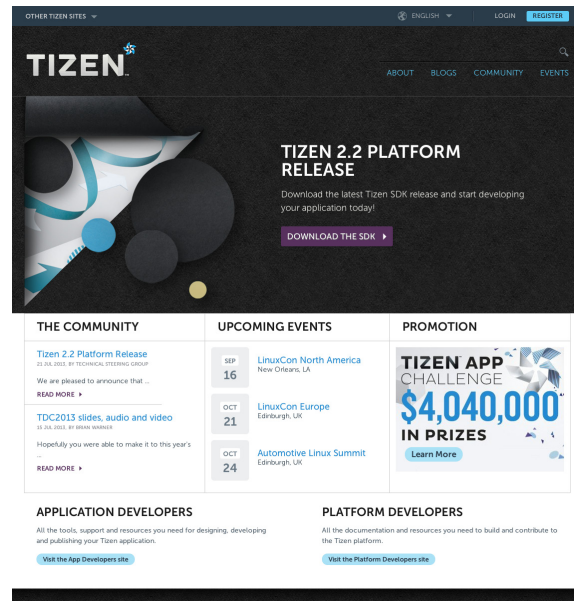 OTHER TIZEN SITES
ENGLISH
LOGIN
REGISTER
TIZEN™
ABOUT BLOGS COMMUNITY EVENTS
TIZEN 2.2 PLATFORM
RELEASE
Download the latest Tizen SDK release and start developing
your application today!
DOWNLOAD THE SDK
THE COMMUNITY
Tizen 2.2 Platform Release
21 JUL 2013, BY TECHNICAL STEERING GROUP
We are pleased to announce that ...
READ MORE
TDC2013 slides, audio and video
15 JUL 2013, BY BRIAN WARNER
Hopefully you were able to make it to this year's
...
READ MORE
UPCOMING EVENTS
SEP
16
LinuxCon North America
New Orleans, LA
OCT
21
LinuxCon Europe
Edinburgh, UK
OCT
24
Automotive Linux Summit
Edinburgh, UK
PROMOTION
TIZEN™ APP
CHALLENGE
$4,040,000
IN PRIZES
Learn More
APPLICATION DEVELOPERS
All the tools, support and resources you need for designing, developing
and publishing your Tizen application.
Visit the App Developers site
PLATFORM DEVELOPERS
All the documentation and resources you need to build and contribute to
the Tizen platform.
Visit the Platform Developers site